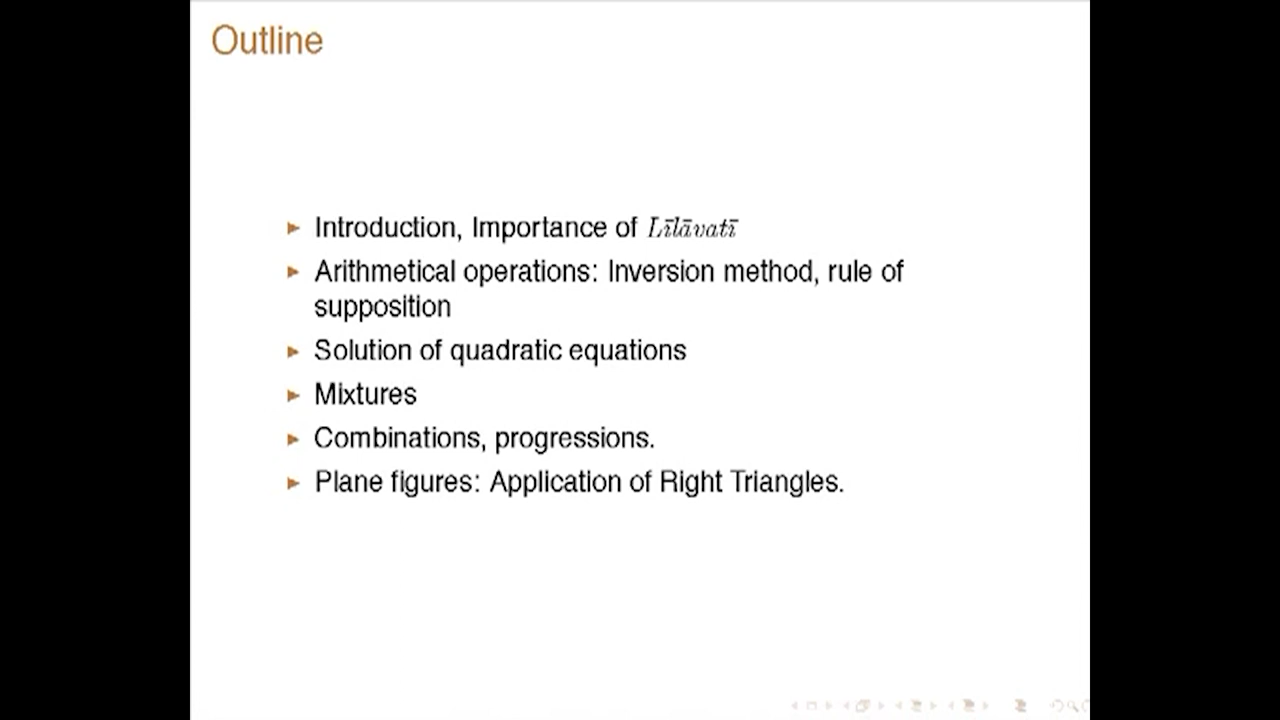 Outline
Introduction, Importance of Līlāvatī
Arithmetical operations: Inversion method, rule of
supposition
Solution of quadratic equations
Mixtures
Combinations, progressions.
Plane figures: Application of Right Triangles.